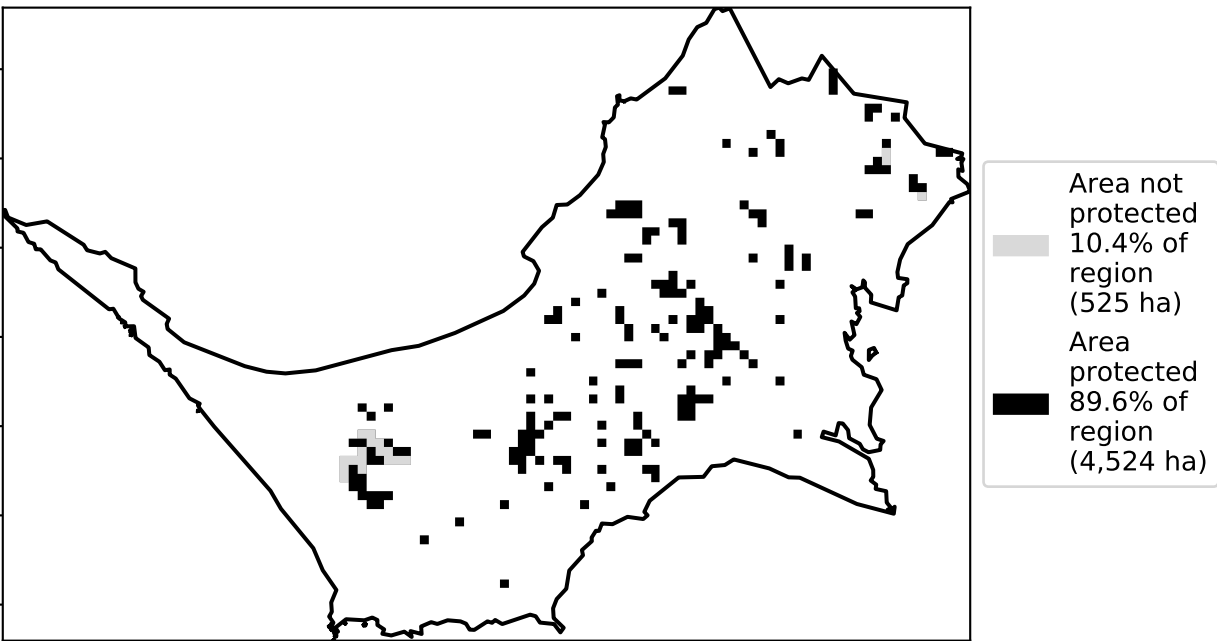 Area not
protected
10.4% of
region
(525 ha)
Area
protected
89.6% of
region
(4,524 ha)